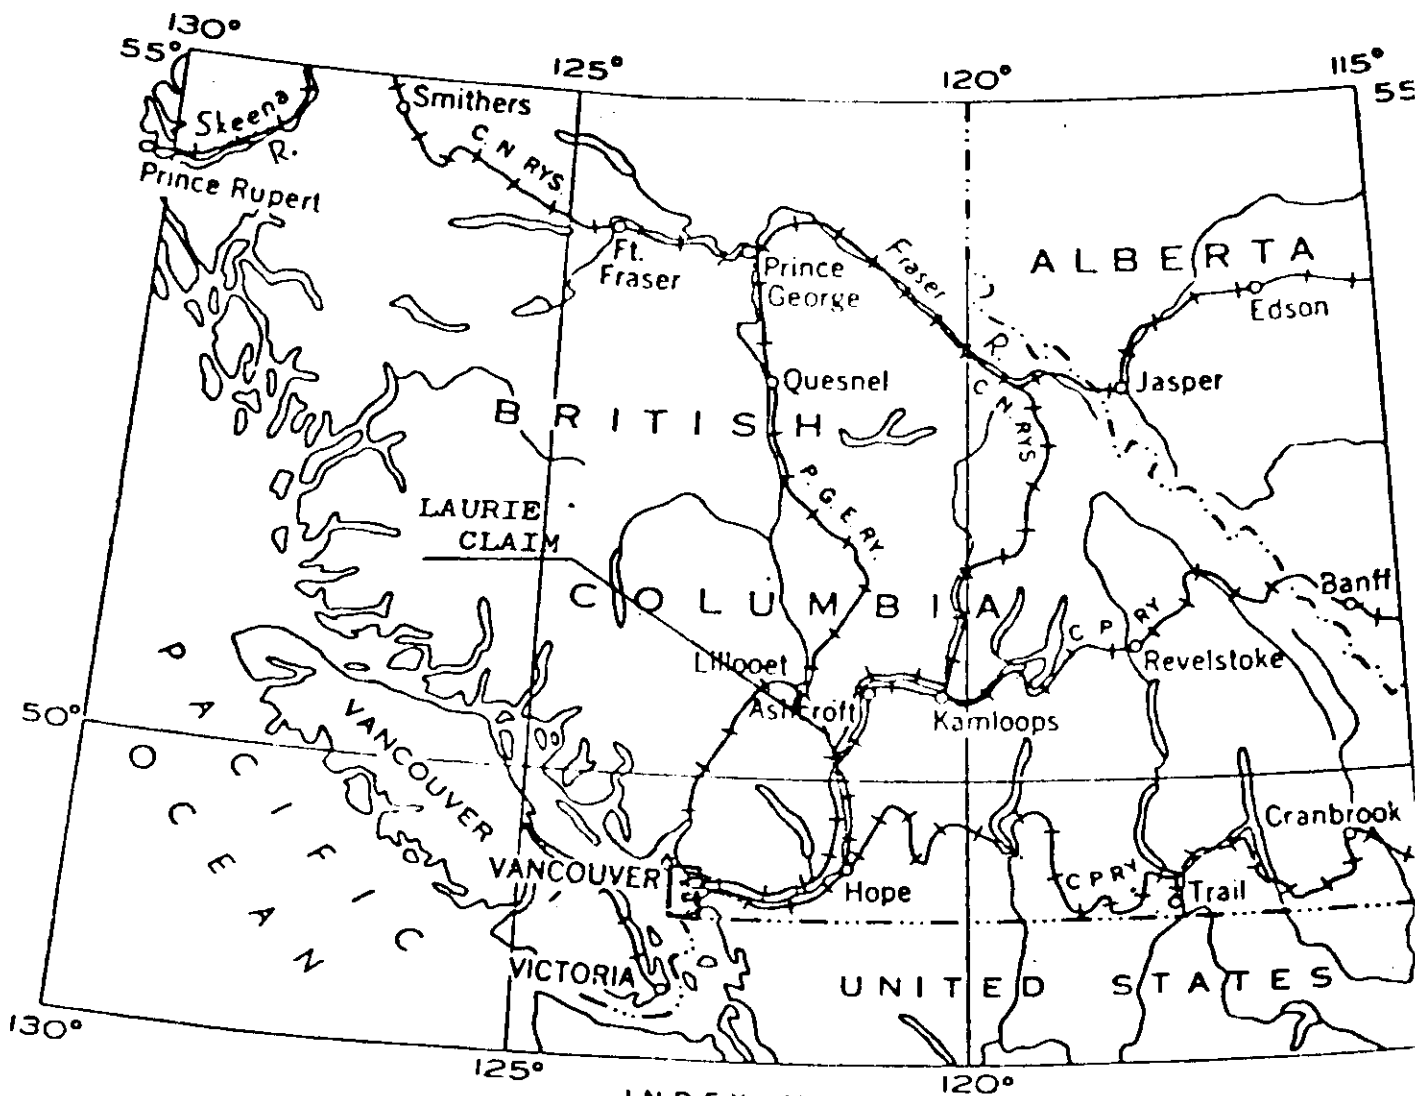 130°
55°
125°
120°
115°
55
Skeena
R.
Smithers
C. N RYS.
Prince Rupert
Ft.
Fraser
Prince
George
Fraser
R.
ALBERTA
Edson
Jasper
Quesnel
C N RYS
BRITISH
P. G. E RY.
LAURIE
CLAIM
COLUMBIA
Banff
C P RY
Revelstoke
Lillooet
Ashcroft
Kamloops
50°
PACIFIC
OCEAN
VANCOUVER
Cranbrook
VANCOUVER
Hope
C P RY.
Trail
VICTORIA
UNITED STATES
130°
125°
120°
INDEX